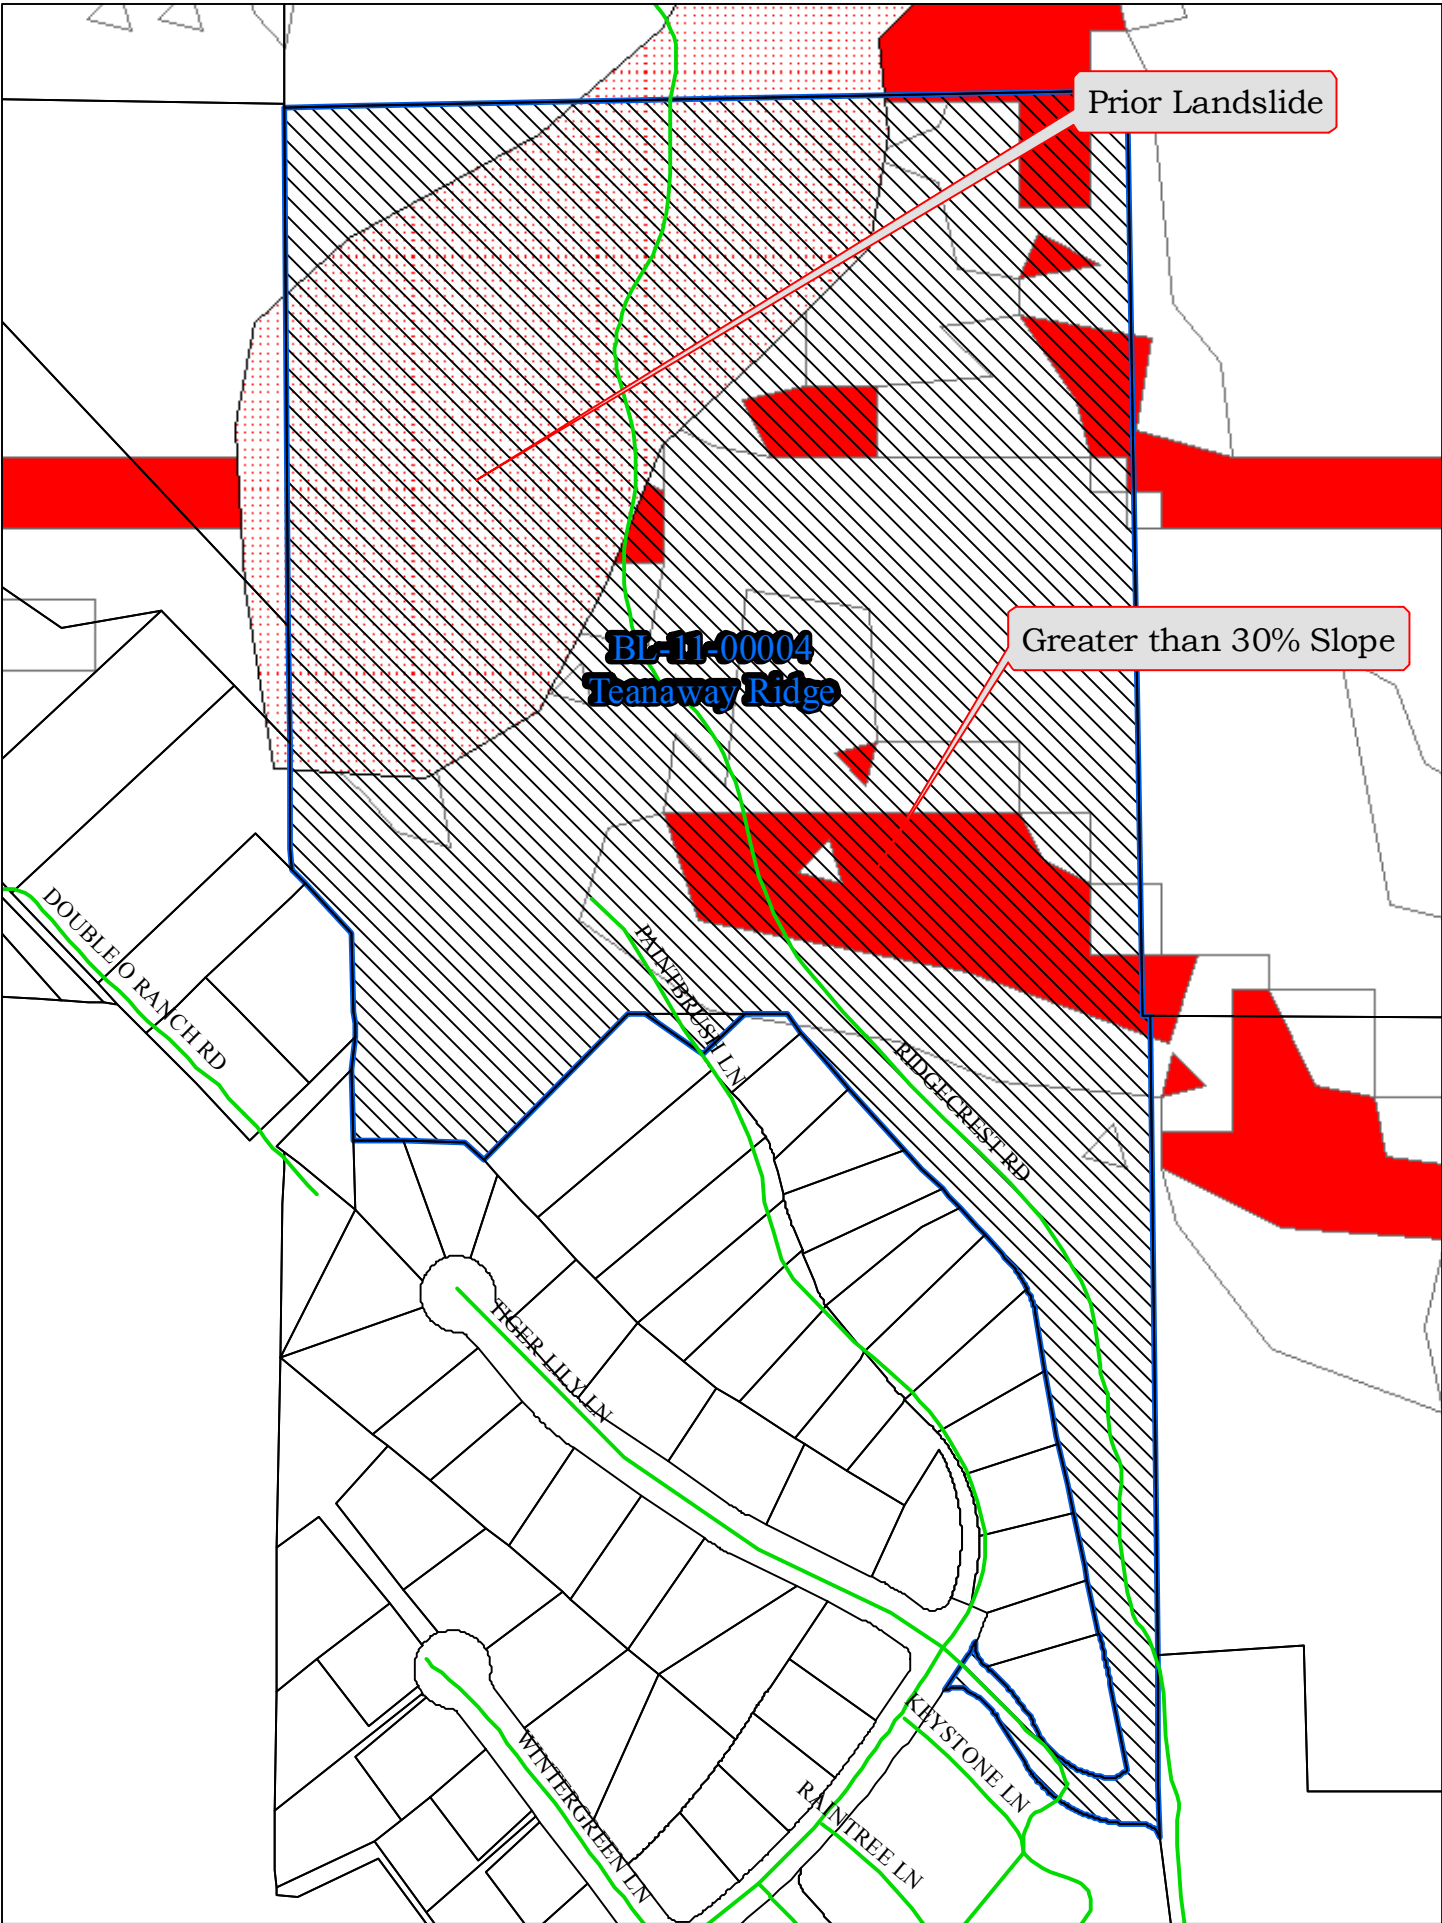 Prior Landslide
Greater than 30% Slope
BL-11-00004
Teanaway Ridge
DOUBLE O RANCH RD
PAINTBRUSH LN
RIDGECREST RD
TIGER LILY LN
KEYSTONE LN
WINTERGREEN LN
RAINTREE LN